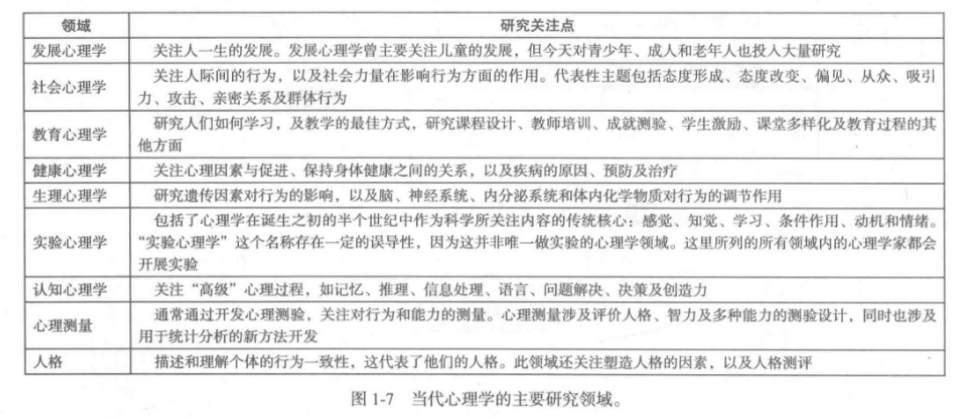 领域 研究关注点
发展心理学 关注人一生的发展。发展心理学曾主要关注儿童的发展，但今天对青少年、成人和老年人也投入大量研究
社会心理学 关注人际间的行为，以及社会力量在影响行为方面的作用。代表性主题包括态度形成、态度改变、偏见、从众、吸引
力、攻击、亲密关系及群体行为
教育心理学 研究人们如何学习，及教学的最佳方式，研究课程设计、教师培训、成就测验、学生激励、课堂多样化及教育过程的其
他方面
健康心理学 关注心理因素与促进、保持身体健康之间的关系，以及疾病的原因、预防及治疗
生理心理学 研究遗传因素对行为的影响，以及脑、神经系统、内分泌系统和体内化学物质对行为的调节作用
实验心理学 包括了心理学在诞生之初的半个世纪中作为科学所关注内容的传统核心：感觉、知觉、学习、条件作用、动机和情绪。
“实验心理学”这个名称存在一定的误导性，因为这并非唯一做实验的心理学领域。这里所列的所有领域内的心理学家都会
开展实验
认知心理学 关注“高级”心理过程，如记忆、推理、信息处理、语言、问题解决、决策及创造力
心理测量 通常通过开发心理测验，关注对行为和能力的测量。心理测量涉及评价人格、智力及多种能力的测验设计，同时也涉及
用于统计分析的新方法开发
人格 描述和理解个体的行为一致性，这代表了他们的人格。此领域还关注塑造人格的因素，以及人格测评
图 1-7 当代心理学的主要研究领域。